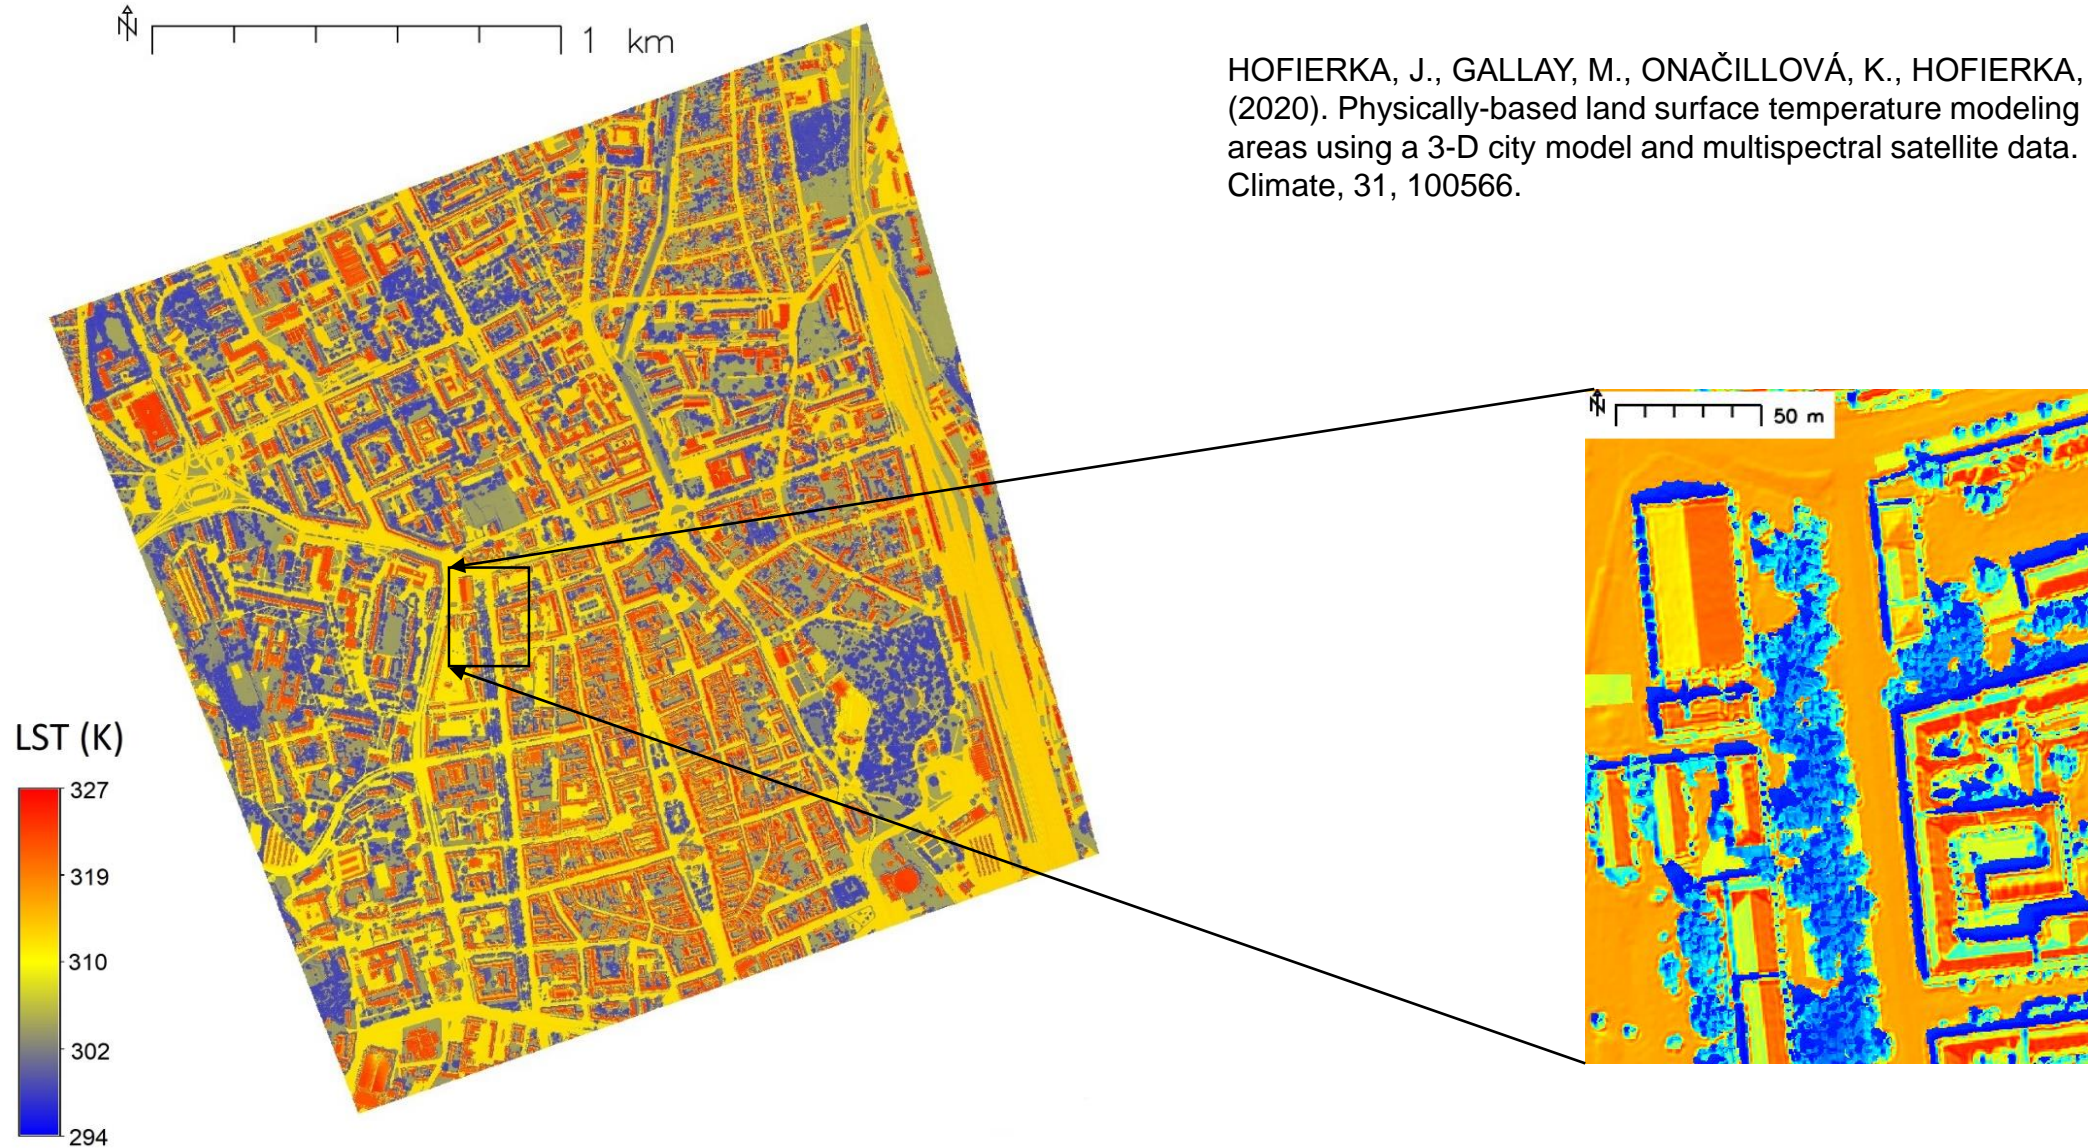 N
1 km
HOFIERKA, J., GALLAY, M., ONAČILLOVÁ, K., HOFIERKA,
(2020). Physically-based land surface temperature modeling
areas using a 3-D city model and multispectral satellite data.
Climate, 31, 100566.
N
50 m
LST (K)
327
319
310
302
294